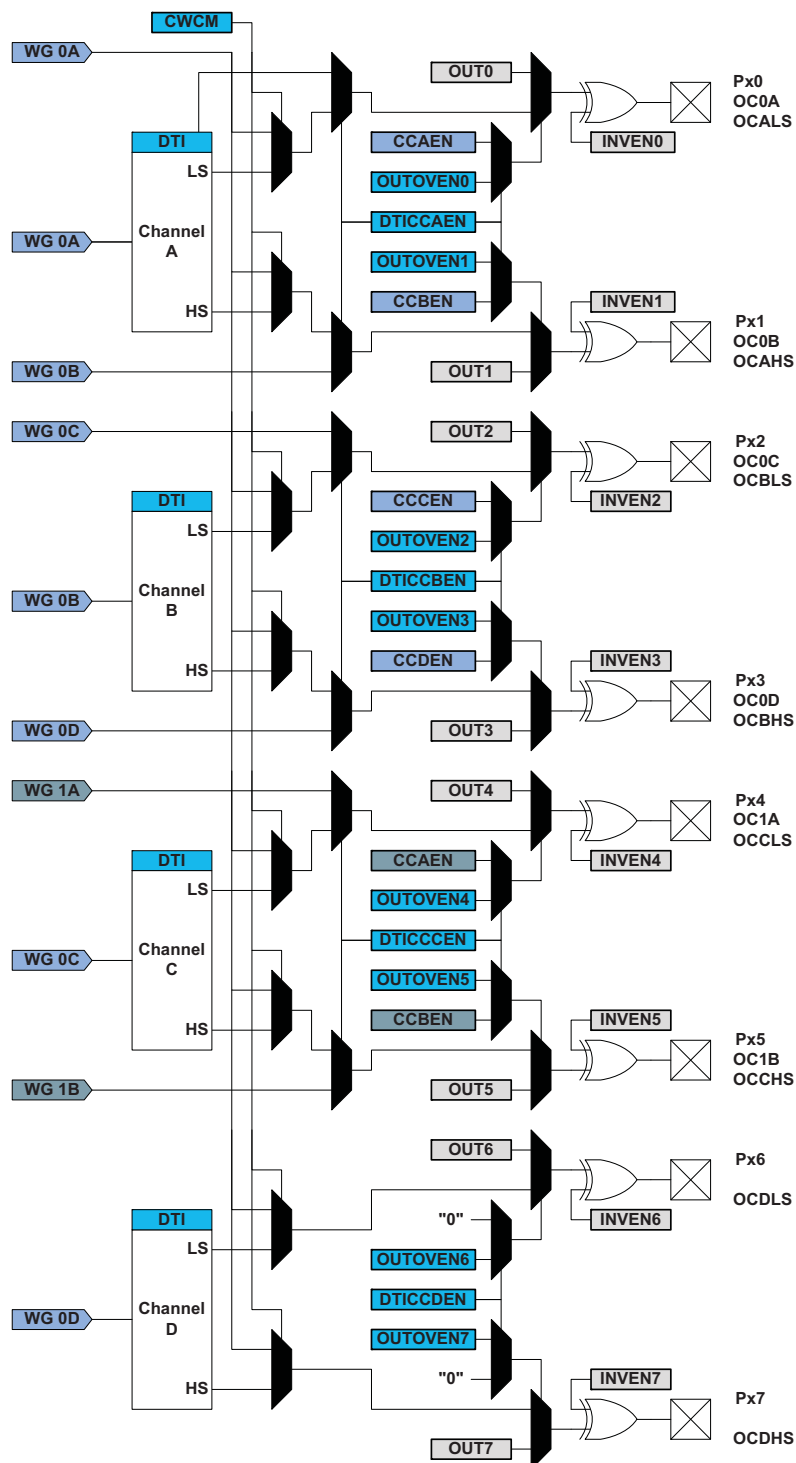 CWCM
WG 0A
OUT0
Px0
OC0A
OCALS
DTI
CCAEN
INVEN0
LS
OUTOVEN0
Channel
A
DTICCAEN
WG 0A
OUTOVEN1
HS
CCBEN
INVEN1
Px1
OC0B
OCAHS
WG 0B
OUT1
WG 0C
OUT2
Px2
OC0C
OCBLS
DTI
CCCEN
INVEN2
LS
OUTOVEN2
Channel
B
DTICCBEN
WG 0B
OUTOVEN3
HS
CCDEN
INVEN3
Px3
OC0D
OCBHS
WG 0D
OUT3
WG 1A
OUT4
Px4
OC1A
OCCLS
DTI
CCAEN
INVEN4
LS
OUTOVEN4
Channel
C
DTICCCEN
WG 0C
OUTOVEN5
HS
CCBEN
INVEN5
Px5
OC1B
OCCHS
WG 1B
OUT5
OUT6
Px6
OCDLS
DTI
"0"
INVEN6
LS
OUTOVEN6
Channel
D
DTICCDEN
WG 0D
OUTOVEN7
HS
"0"
INVEN7
Px7
OCDHS
OUT7